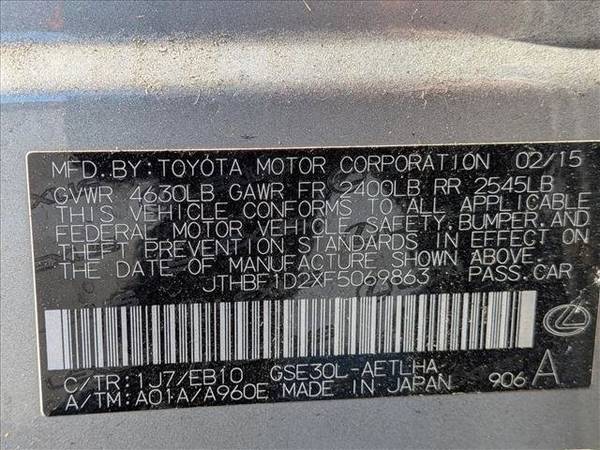 MFD.BY:TOYOTA MOTOR CORPORATION 02/15
GVWR 4630LB GAWR FR 2400LB RR 2545LB
THIS VEHICLE CONFORMS TO ALL APPLICABLE
FEDERAL MOTOR VEHICLE SAFETY,BUMPER,AND
THEFT PREVENTION STANDARDS IN EFFECT ON
THE DATE OF MANUFACTURE SHOWN ABOVE.
JTHBF1D2XF5069863 PASS.CAR
C/TR:1J7/EB10 GSE30L-AETLHA
A/TM:A01A/A960E MADE IN JAPAN 906 A